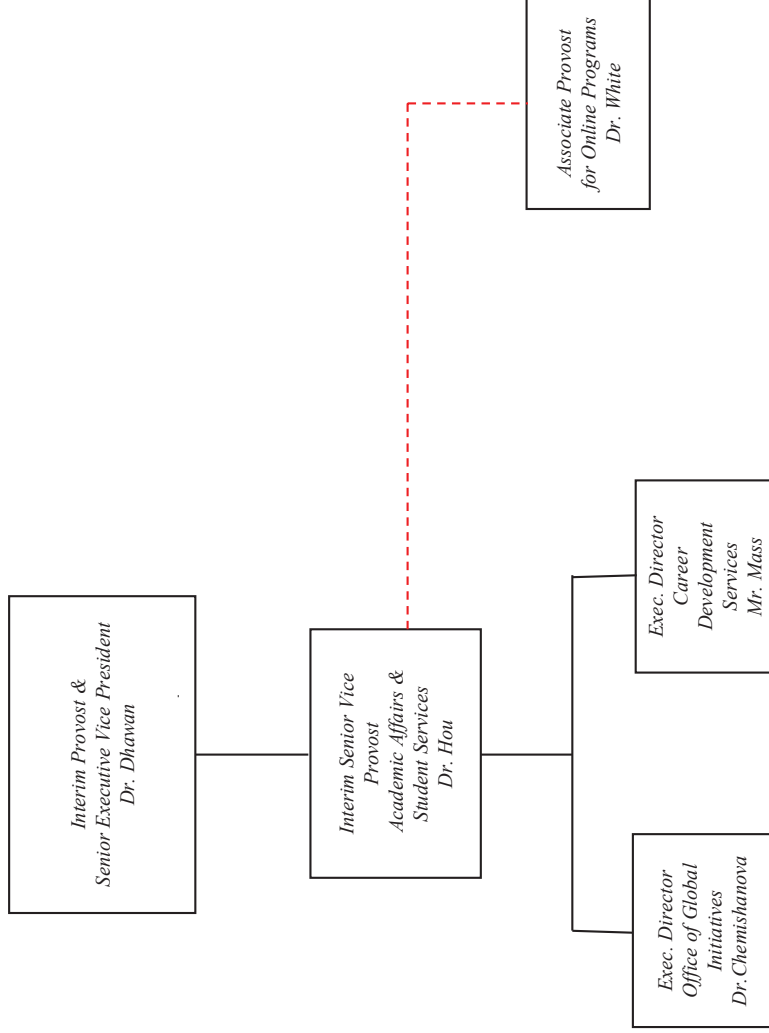 Interim Provost &
Senior Executive Vice President
Dr. Dhawan
Interim Senior Vice
Provost
Academic Affairs &
Student Services
Dr. Hou
Associate Provost
for Online Programs
Dr. White
Exec. Director
Office of Global
Initiatives
Dr.Chemishanova
Exec. Director
Career
Development
Services
Mr. Mass